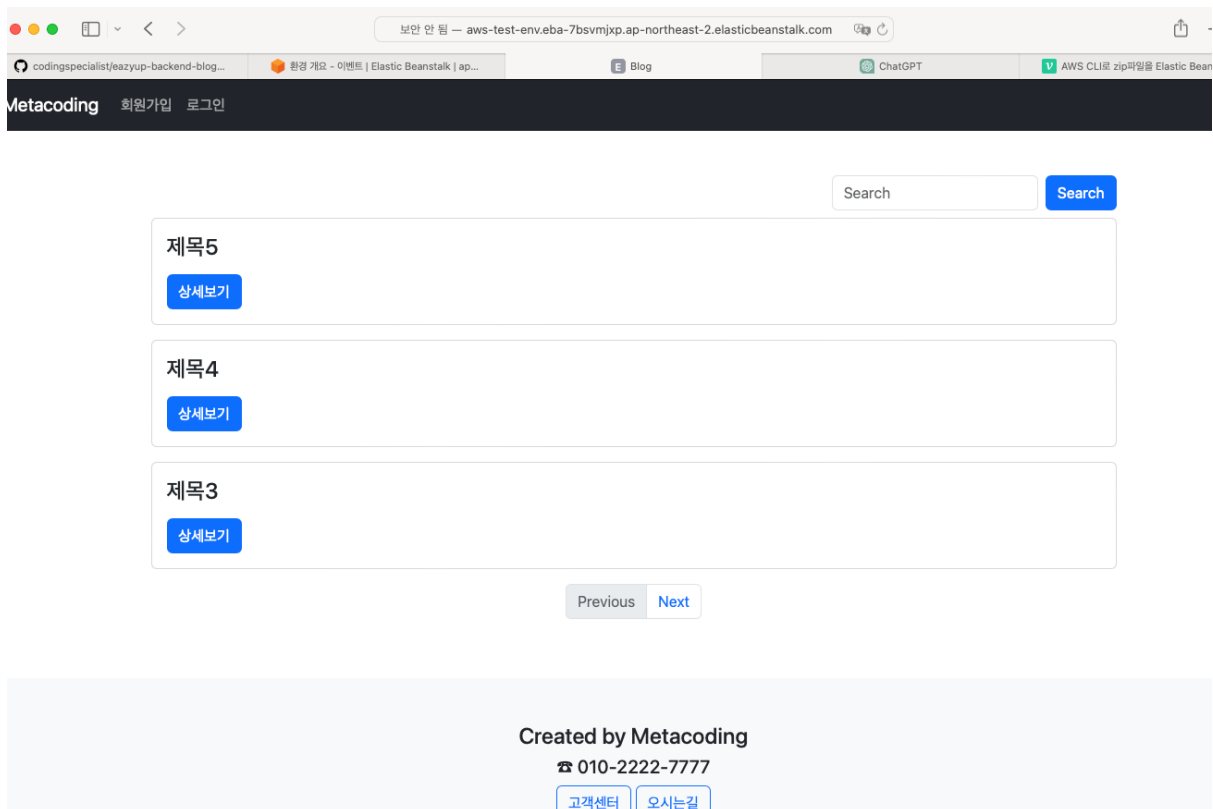 보안 안 됨 — aws-test-env.eba-7bsvmjxp.ap-northeast-2.elasticbeanstalk.com
codingspecialist/eazyup-backend-blog...
환경 개요 - 이벤트 | Elastic Beanstalk | ap...
E Blog
ChatGPT
V AWS CLI로 zip파일을 Elastic Bean
Metacoding 회원가입 로그인
Search Search
제목5
상세보기
제목4
상세보기
제목3
상세보기
Previous Next
Created by Metacoding
☎ 010-2222-7777
고객센터 오시는길